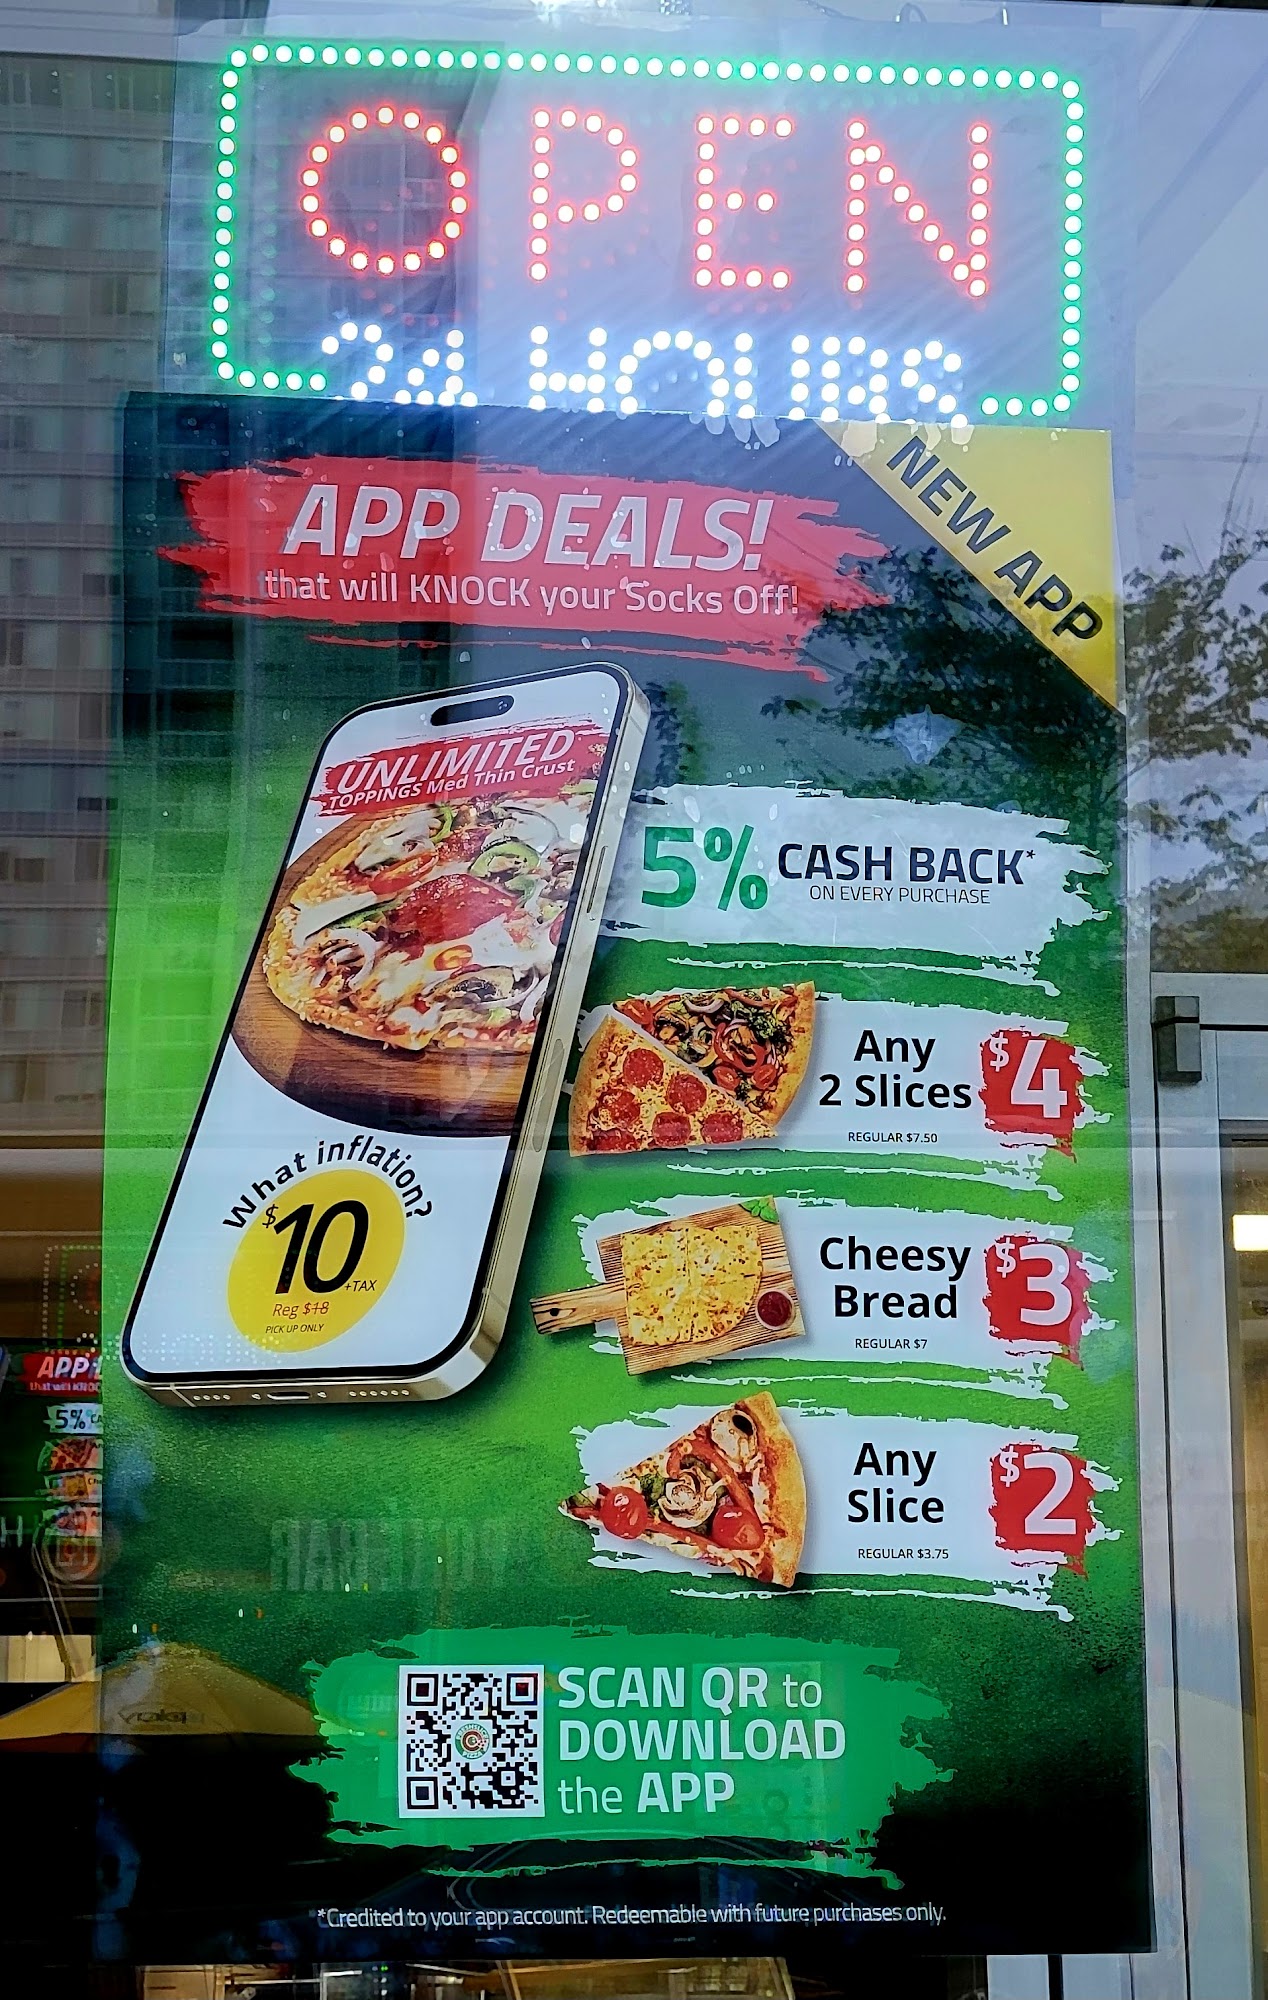 OPEN
24 HOURS
NEW APP
APP DEALS!
that will KNOCK your Socks Off!
UNLIMITED
TOPPINGS Med Thin Crust
What inflation?
$10
+TAX
Reg $18
PICK UP ONLY
5% CASH BACK*
ON EVERY PURCHASE
Any
2 Slices
$4
REGULAR $7.50
Cheesy
Bread
$3
REGULAR $7
Any
Slice
$2
REGULAR $3.75
SCAN QR to
DOWNLOAD
the APP
*Credited to your app account. Redeemable with future purchases only.